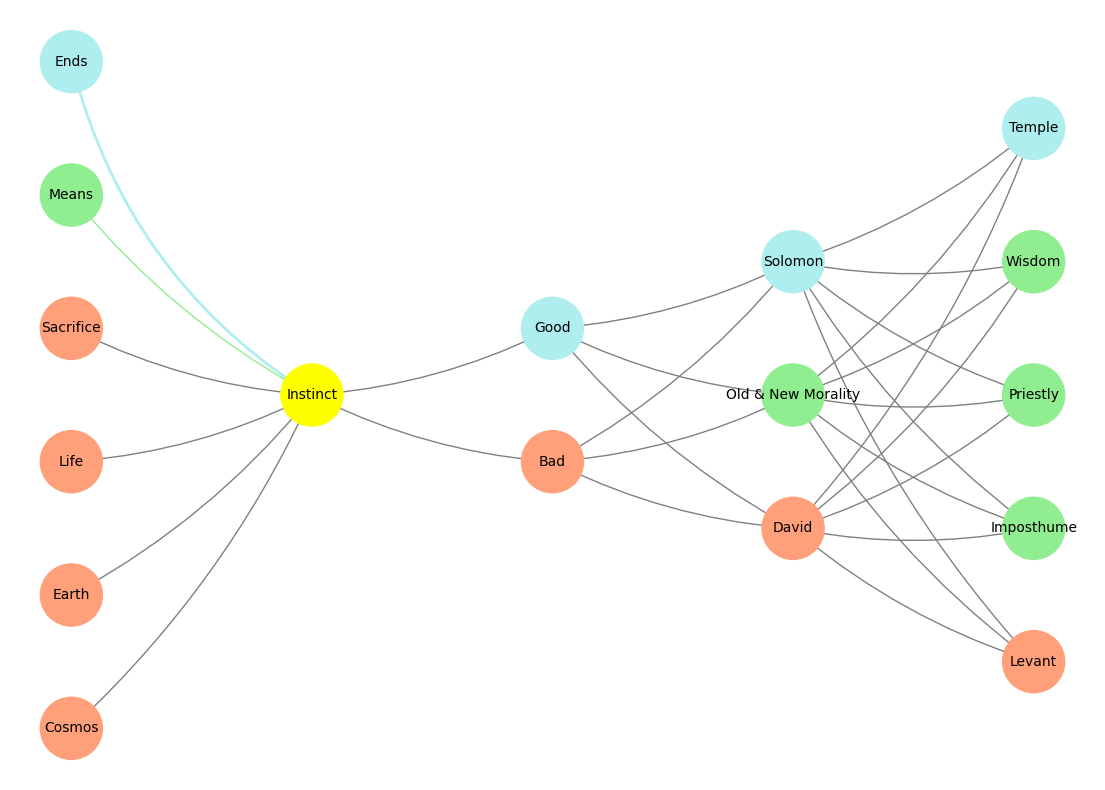 Ends
Means
Sacrifice
Life
Earth
Cosmos
Instinct
Good
Bad
Solomon
Old & New Morality
David
Temple
Wisdom
Priestly
Imposthume
Levant